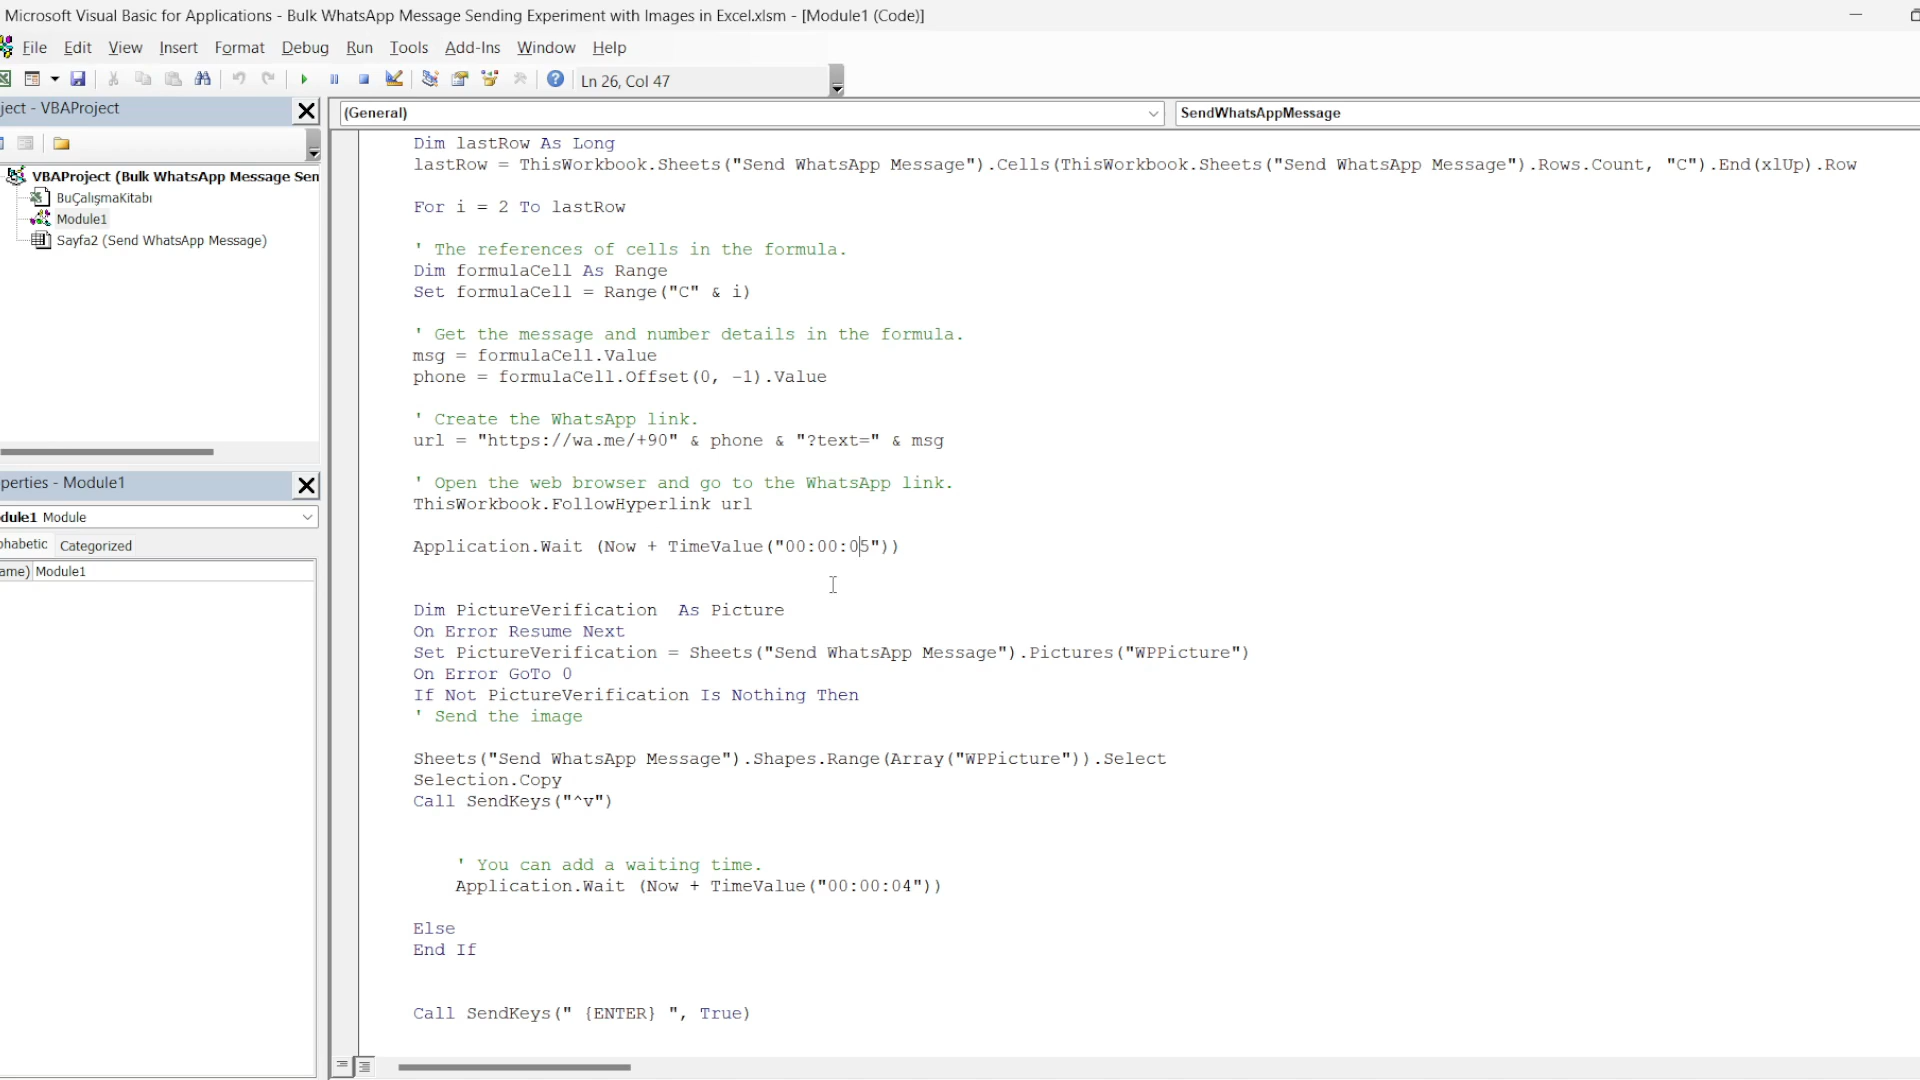 Microsoft Visual Basic for Applications - Bulk WhatsApp Message Sending Experiment with Images in Excel.xlsm - [Module1 (Code)]
File Edit View Insert Format Debug Run Tools Add-Ins Window Help
Ln 26, Col 47
ject - VBAProject
(General)
SendWhatsAppMessage
VBAProject (Bulk WhatsApp Message Sen
BuÇalışmaKitabı
Module1
Sayfa2 (Send WhatsApp Message)
perties - Module1
dule1 Module
phabetic Categorized
ame) Module1
Dim lastRow As Long
lastRow = ThisWorkbook.Sheets("Send WhatsApp Message").Cells(ThisWorkbook.Sheets("Send WhatsApp Message").Rows.Count, "C").End(xlUp).Row
For i = 2 To lastRow
' The references of cells in the formula.
Dim formulaCell As Range
Set formulaCell = Range("C" & i)
' Get the message and number details in the formula.
msg = formulaCell.Value
phone = formulaCell.Offset(0, -1).Value
' Create the WhatsApp link.
url = "https://wa.me/+90" & phone & "?text=" & msg
' Open the web browser and go to the WhatsApp link.
ThisWorkbook.FollowHyperlink url
Application.Wait (Now + TimeValue("00:00:05"))
Dim PictureVerification  As Picture
On Error Resume Next
Set PictureVerification = Sheets("Send WhatsApp Message").Pictures("WPPicture")
On Error GoTo 0
If Not PictureVerification Is Nothing Then
' Send the image
Sheets("Send WhatsApp Message").Shapes.Range(Array("WPPicture")).Select
Selection.Copy
Call SendKeys("^v")
' You can add a waiting time.
Application.Wait (Now + TimeValue("00:00:04"))
Else
End If
Call SendKeys(" {ENTER} ", True)